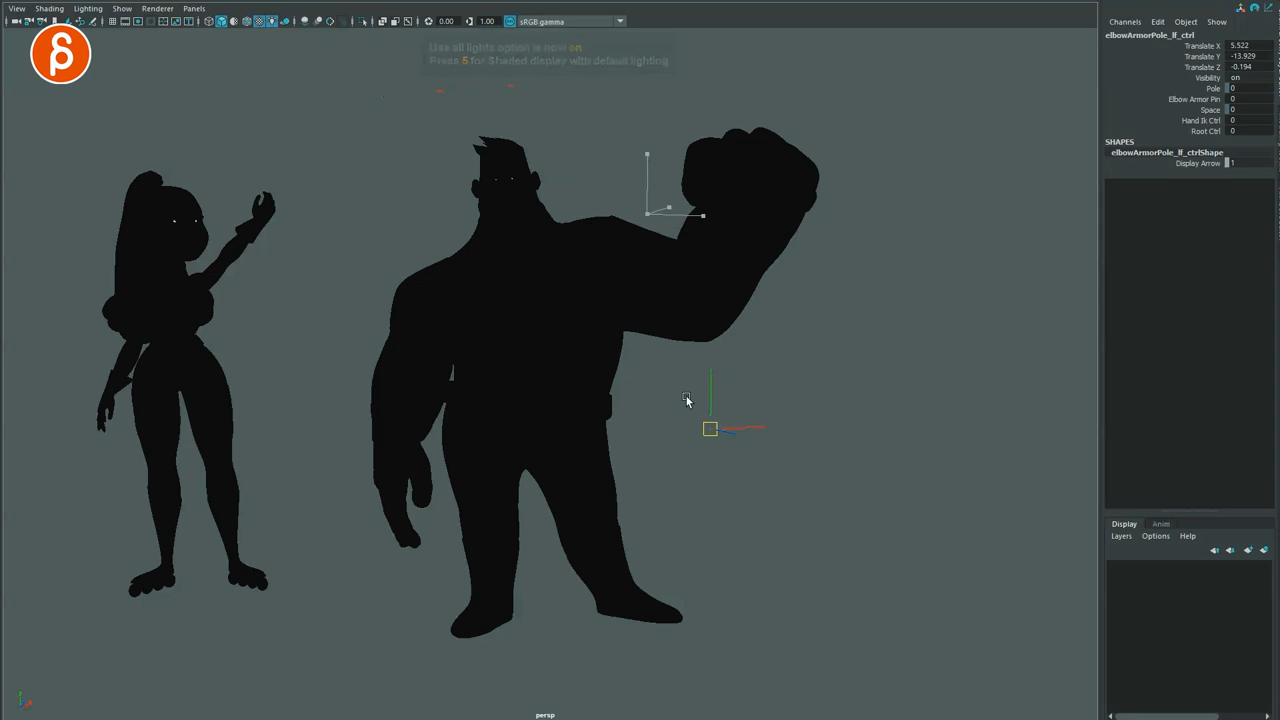 View Shading Lighting Show Renderer Panels
0.00 1.00 sRGB gamma
Use all lights option is now on
Press 5 for Shaded display with default lighting
persp
Channels Edit Object Show
elbowArmorPole_lf_ctrl
Translate X 5.522
Translate Y -13.929
Translate Z -0.194
Visibility on
Pole 0
Elbow Armor Pin 0
Space 0
Hand Ik Ctrl 0
Root Ctrl 0
SHAPES
elbowArmorPole_lf_ctrlShape
Display Arrow 1
Display Anim
Layers Options Help